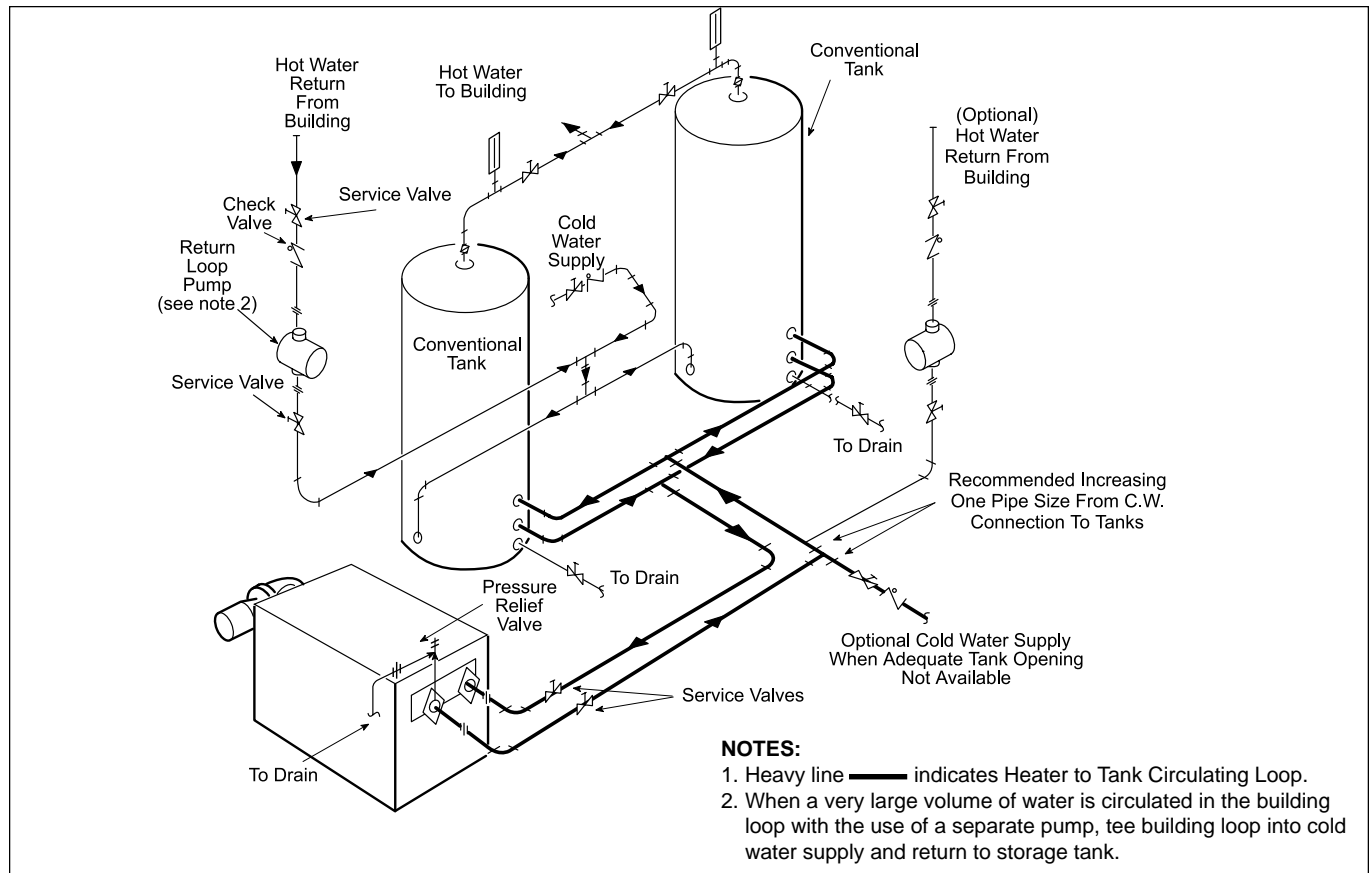 Hot Water
Return
From
Building
Hot Water
To Building
Conventional
Tank
(Optional)
Hot Water
Return From
Building
Service Valve
Check
Valve
Return
Loop
Pump
(see note 2)
Cold
Water
Supply
Conventional
Tank
Service Valve
To Drain
Recommended Increasing
One Pipe Size From C.W.
Connection To Tanks
To Drain
Pressure
Relief
Valve
Optional Cold Water Supply
When Adequate Tank Opening
Not Available
Service Valves
To Drain
NOTES:
1. Heavy line indicates Heater to Tank Circulating Loop.
2. When a very large volume of water is circulated in the building
loop with the use of a separate pump, tee building loop into cold
water supply and return to storage tank.